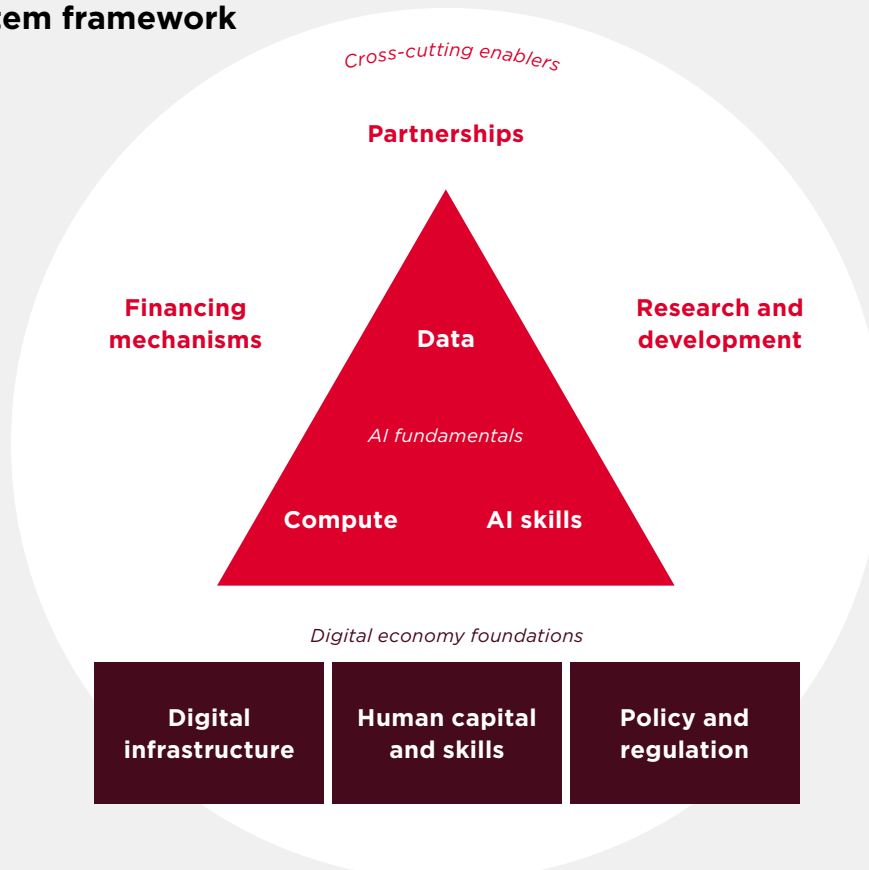 tem framework
Cross-cutting enablers
Partnerships
Financing
mechanisms
Research and
development
Data
AI fundamentals
Compute
AI skills
Digital economy foundations
Digital
infrastructure
Human capital
and skills
Policy and
regulation